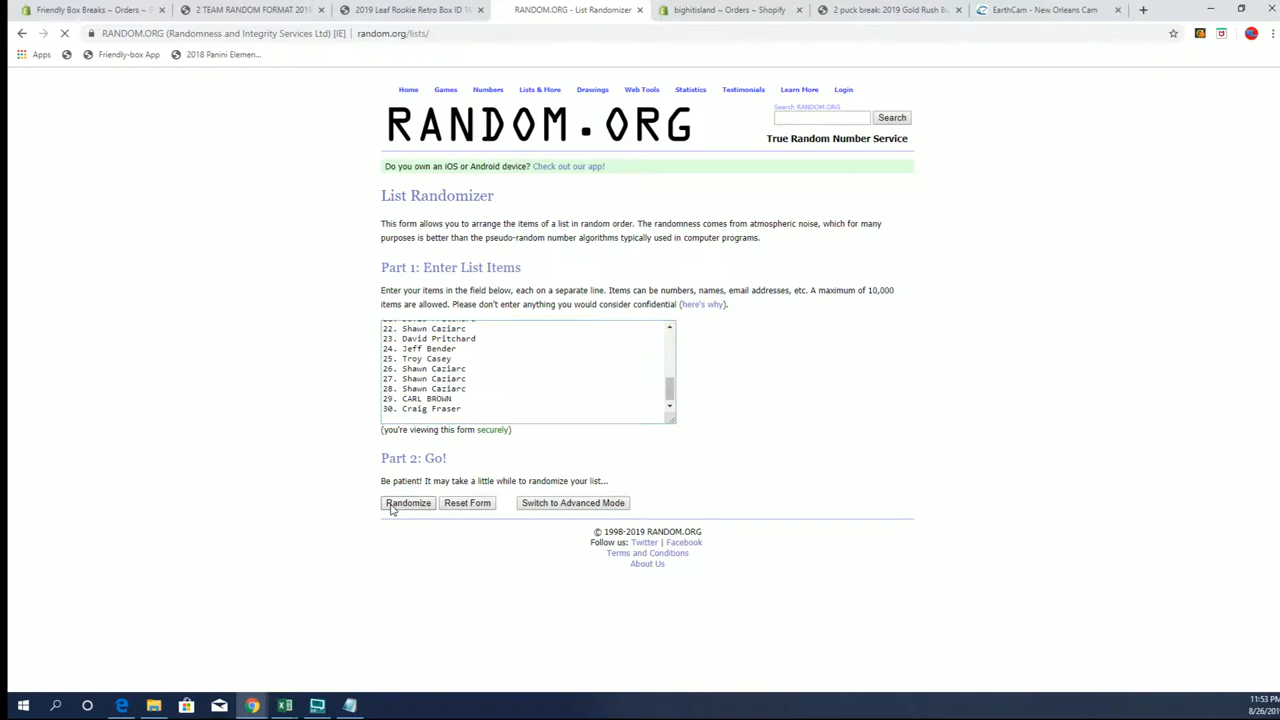 Friendly Box Breaks ~ Orders ~ S
2 TEAM RANDOM FORMAT 2016
2019 Leaf Rookie Retro Box ID 19
RANDOM.ORG - List Randomizer
bighitisland ~ Orders ~ Shopify
2 puck break: 2019 Gold Rush Bu
EarthCam - New Orleans Cam
RANDOM.ORG (Randomness and Integrity Services Ltd) [IE] | random.org/lists/
Apps Friendly-box App 2018 Panini Elemen...
Home Games Numbers Lists & More Drawings Web Tools Statistics Testimonials Learn More Login
RANDOM.ORG
Search RANDOM.ORG
Search
True Random Number Service
Do you own an iOS or Android device? Check out our app!
List Randomizer
This form allows you to arrange the items of a list in random order. The randomness comes from atmospheric noise, which for many
purposes is better than the pseudo-random number algorithms typically used in computer programs.
Part 1: Enter List Items
Enter your items in the field below, each on a separate line. Items can be numbers, names, email addresses, etc. A maximum of 10,000
items are allowed. Please don't enter anything you would consider confidential (here's why).
22. Shawn Caziarc
23. David Pritchard
24. Jeff Bender
25. Troy Casey
26. Shawn Caziarc
27. Shawn Caziarc
28. Shawn Caziarc
29. CARL BROWN
30. Craig Fraser
(you're viewing this form securely)
Part 2: Go!
Be patient! It may take a little while to randomize your list...
Randomize Reset Form Switch to Advanced Mode
© 1998-2019 RANDOM.ORG
Follow us: Twitter | Facebook
Terms and Conditions
About Us
11:53 PM
8/26/201